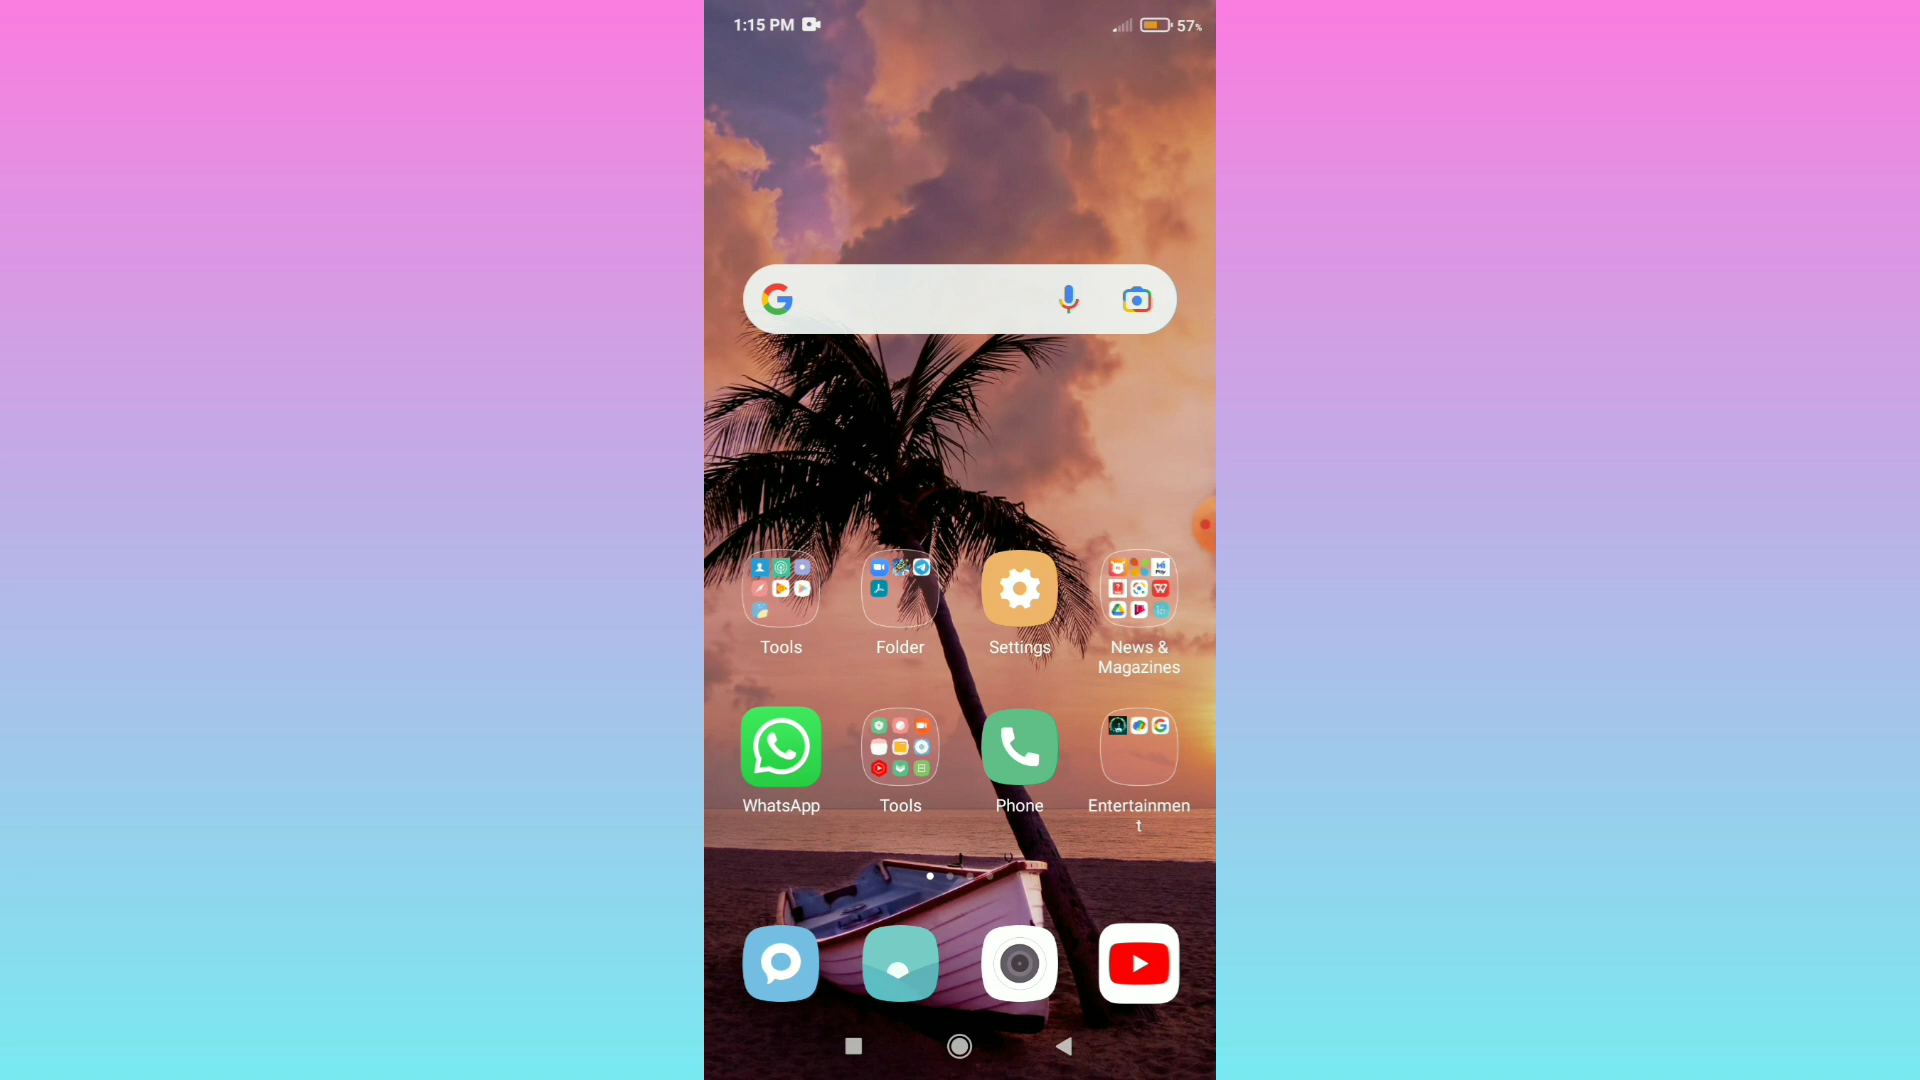 1:15 PM
57%
Tools
Folder
Settings
News &
Magazines
WhatsApp
Tools
Phone
Entertainmen
t